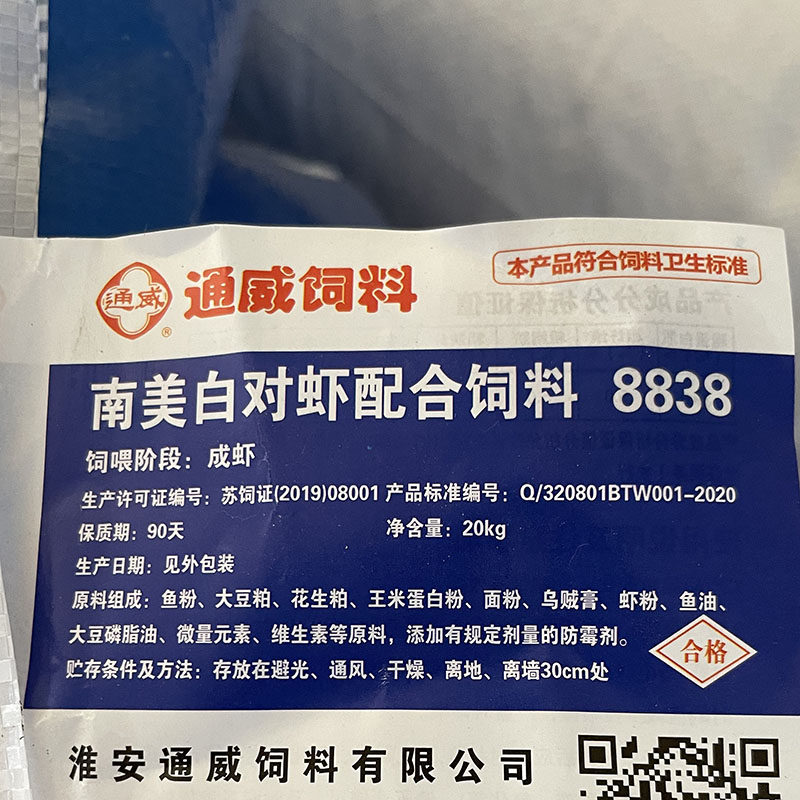 通威® 通威饲料
本产品符合饲料卫生标准
南美白对虾配合饲料 8838
饲喂阶段：成虾
生产许可证编号：苏饲证(2019)08001 产品标准编号：Q/320801BTW001-2020
保质期：90天 净含量：20kg
生产日期：见外包装
原料组成：鱼粉、大豆粕、花生粕、王米蛋白粉、面粉、乌贼膏、虾粉、鱼油、
大豆磷脂油、微量元素、维生素等原料，添加有规定剂量的防霉剂。
合格
贮存条件及方法：存放在避光、通风、干燥、离地、离墙30cm处
淮安通威饲料有限公司